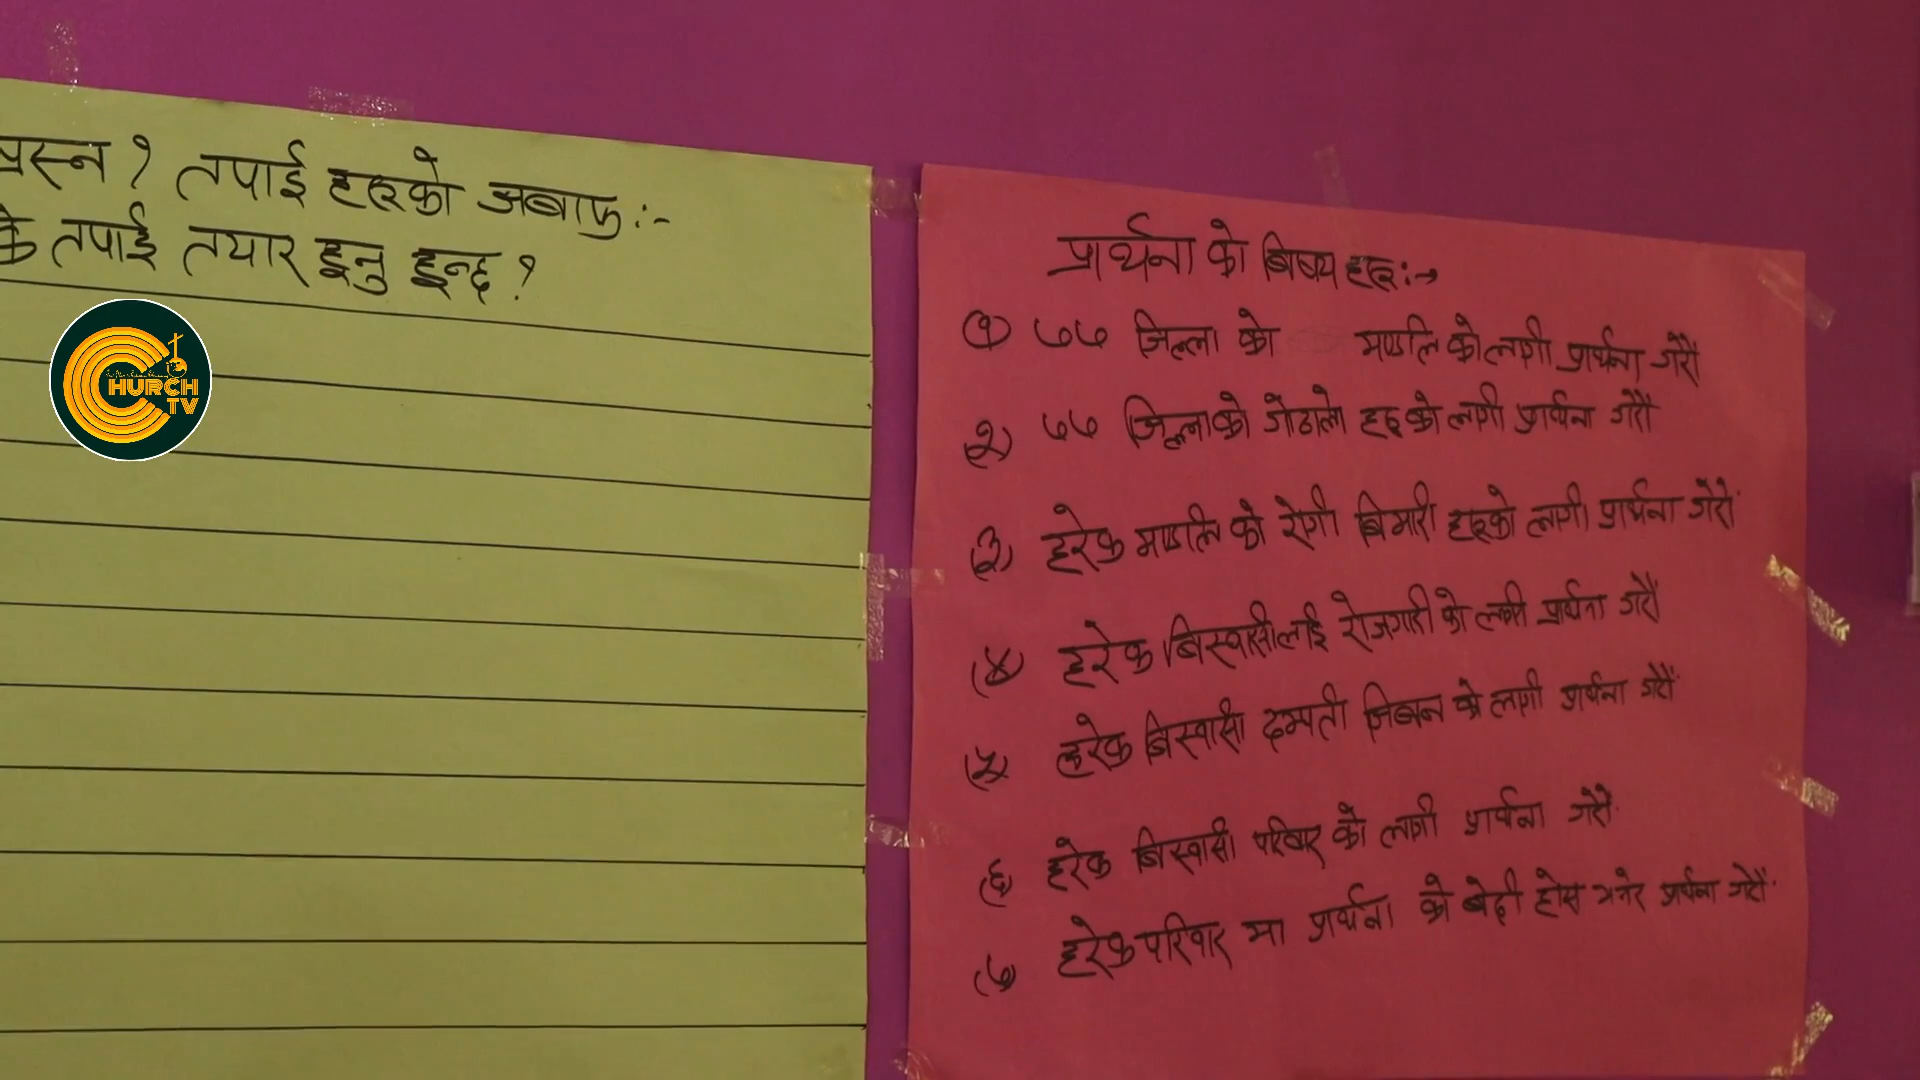 प्रस्न ? तपाई हरुको जबाफ :-
के तपाई तयार हुनु हुन्छ ?
CHURCH
TV
प्रार्थना को बिषय हरु :→
(१) ७७ जिल्ला को मण्डलि को लागी प्रार्थना गरौं
(२) ७७ जिल्लाको गोठालो हरुको लागी प्रार्थना गरौं
(३) हरेक मण्डलि को रोगी बिमारी हरुको लागी प्रार्थना गरौं
(४) हरेक बिस्वासीलाई रोजगारी को लागी प्रार्थना गरौं
(५) हरेक बिस्वासी दम्पती जिबन को लागी प्रार्थना गरौं
(६) हरेक बिस्वासी परिबार को लागी प्रार्थना गरौं
(७) हरेक परिवार मा प्रार्थना को बेदी होस भनेर प्रार्थना गरौं